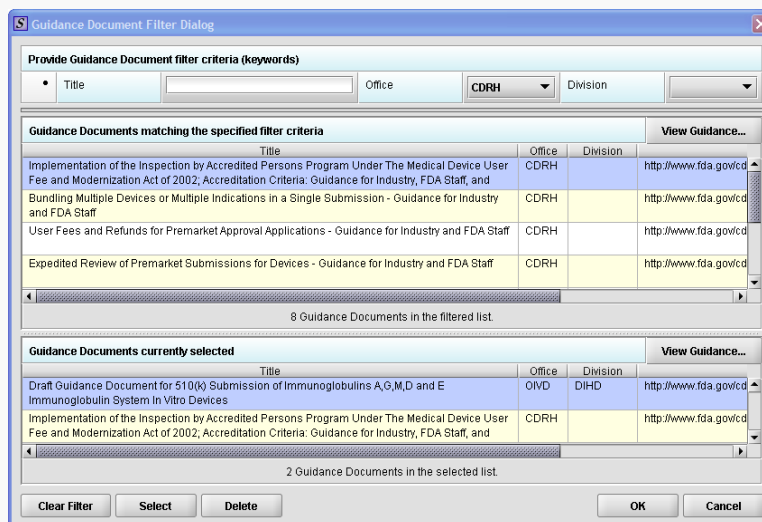 S Guidance Document Filter Dialog
Provide Guidance Document filter criteria (keywords)
Title Office CDRH Division
Guidance Documents matching the specified filter criteria View Guidance...
Title Office Division
Implementation of the Inspection by Accredited Persons Program Under The Medical Device User CDRH http://www.fda.gov/cd
Fee and Modernization Act of 2002; Accreditation Criteria: Guidance for Industry, FDA Staff, and
Bundling Multiple Devices or Multiple Indications in a Single Submission - Guidance for Industry CDRH http://www.fda.gov/cd
and FDA Staff
User Fees and Refunds for Premarket Approval Applications - Guidance for Industry and FDA Staff CDRH http://www.fda.gov/cd
Expedited Review of Premarket Submissions for Devices - Guidance for Industry and FDA Staff CDRH http://www.fda.gov/cd
8 Guidance Documents in the filtered list.
Guidance Documents currently selected View Guidance...
Title Office Division
Draft Guidance Document for 510(k) Submission of Immunoglobulins A,G,M,D and E OIVD DIHD http://www.fda.gov/cd
Immunoglobulin System In Vitro Devices
Implementation of the Inspection by Accredited Persons Program Under The Medical Device User CDRH http://www.fda.gov/cd
Fee and Modernization Act of 2002; Accreditation Criteria: Guidance for Industry, FDA Staff, and
2 Guidance Documents in the selected list.
Clear Filter Select Delete OK Cancel